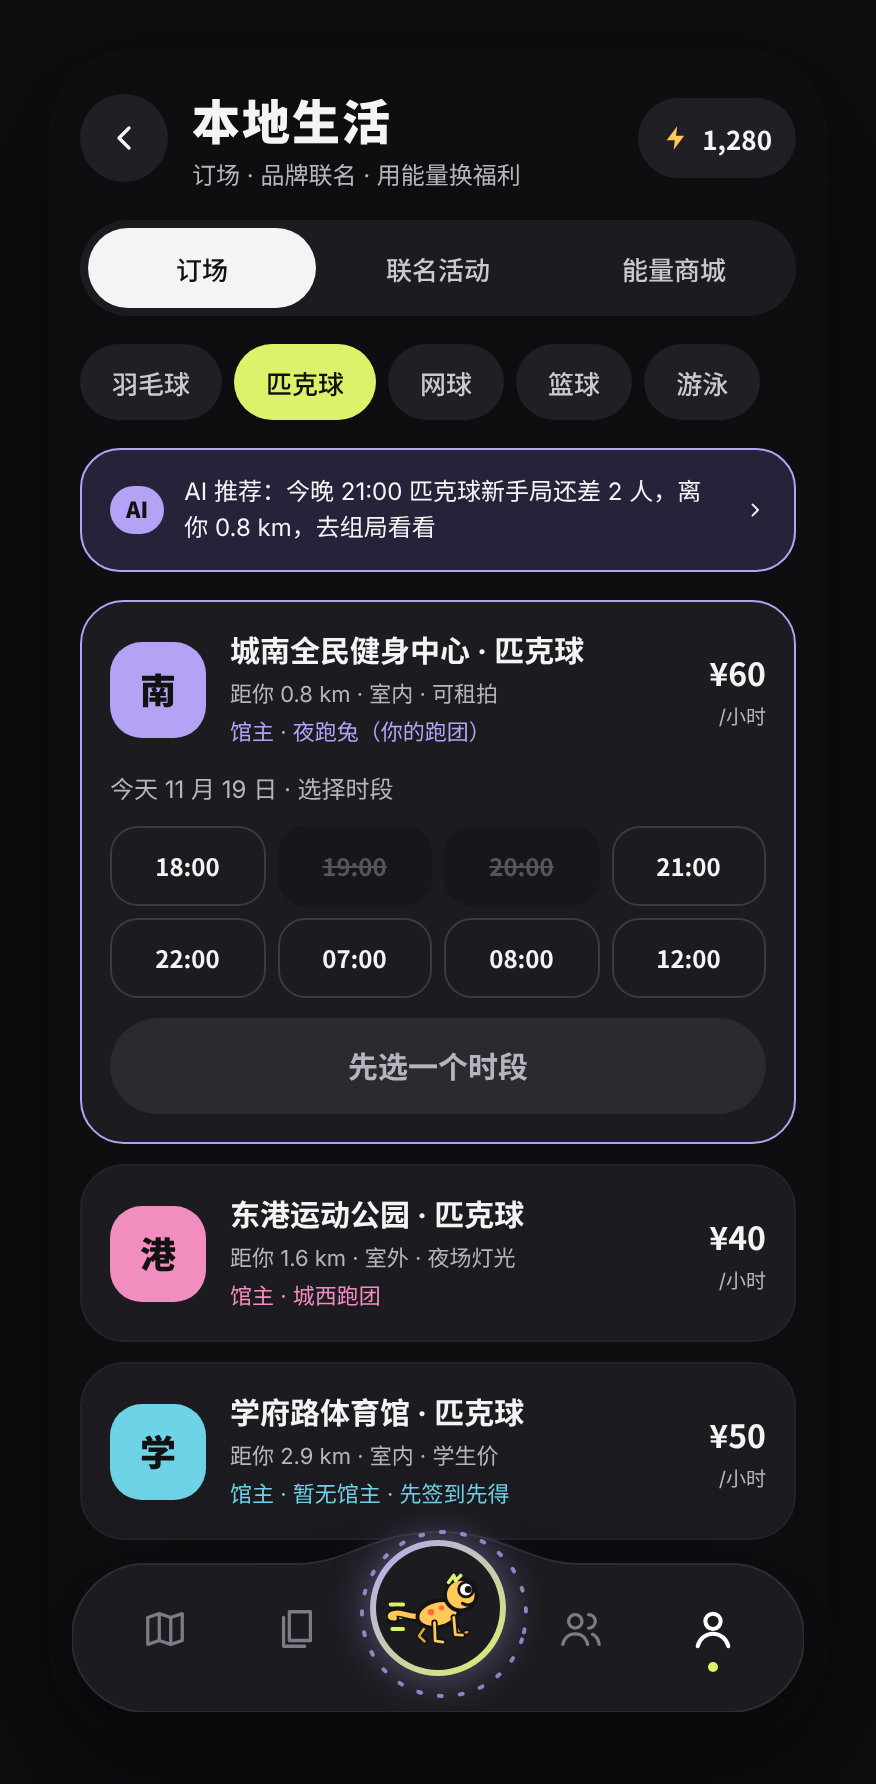 本地生活
订场 · 品牌联名 · 用能量换福利
1,280
订场
联名活动
能量商城
羽毛球
匹克球
网球
篮球
游泳
AI
AI 推荐：今晚 21:00 匹克球新手局还差 2 人，离
你 0.8 km，去组局看看
南
城南全民健身中心 · 匹克球
距你 0.8 km · 室内 · 可租拍
馆主 · 夜跑兔（你的跑团）
¥60
/小时
今天 11 月 19 日 · 选择时段
18:00
19:00
20:00
21:00
22:00
07:00
08:00
12:00
先选一个时段
港
东港运动公园 · 匹克球
距你 1.6 km · 室外 · 夜场灯光
馆主 · 城西跑团
¥40
/小时
学
学府路体育馆 · 匹克球
距你 2.9 km · 室内 · 学生价
馆主 · 暂无馆主 · 先签到先得
¥50
/小时